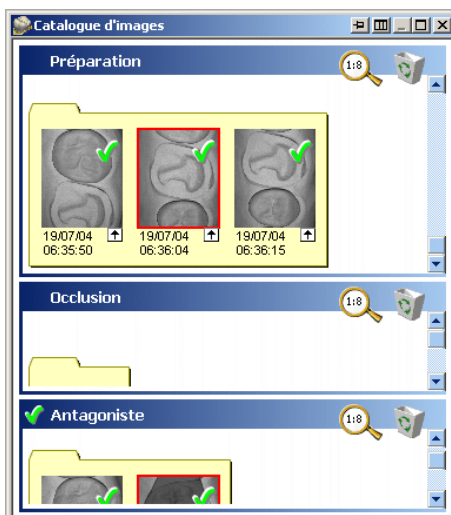 Catalogue d'images
Préparation
1:8
19/07/04
06:35:50
19/07/04
06:36:04
19/07/04
06:36:15
Occlusion
1:8
Antagoniste
1:8